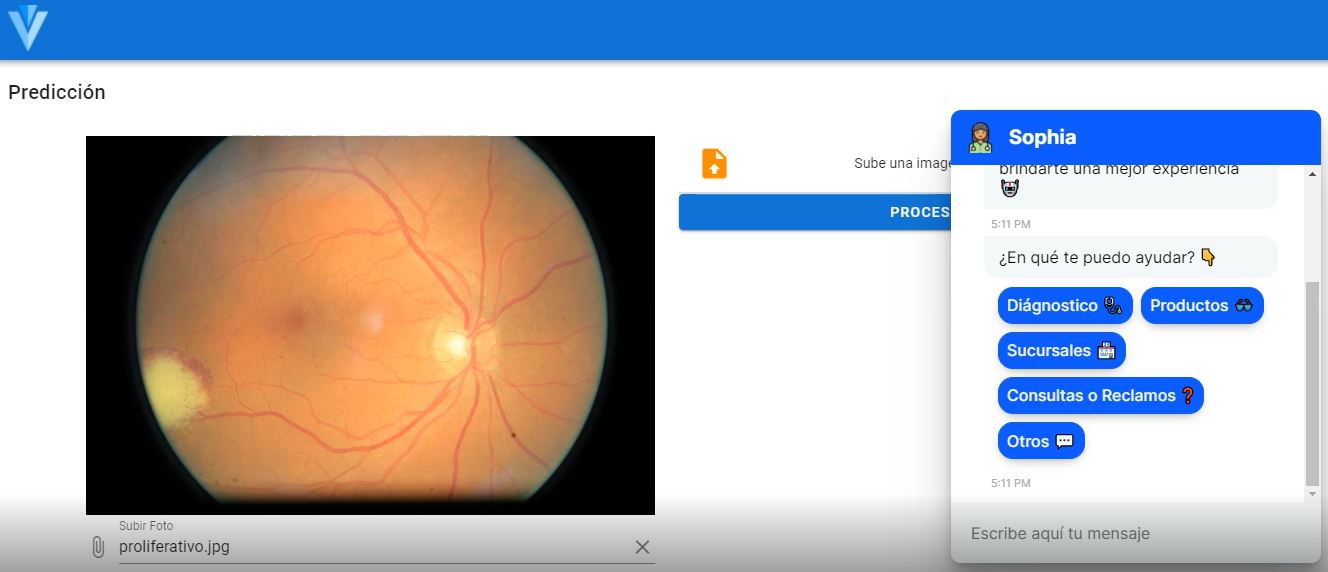 Predicción
Sube una image
PROCES
Subir Foto
proliferativo.jpg
Sophia
brindarte una mejor experiencia
5:11 PM
¿En qué te puedo ayudar?
Diágnostico
Productos
Sucursales
Consultas o Reclamos
Otros
5:11 PM
Escribe aquí tu mensaje